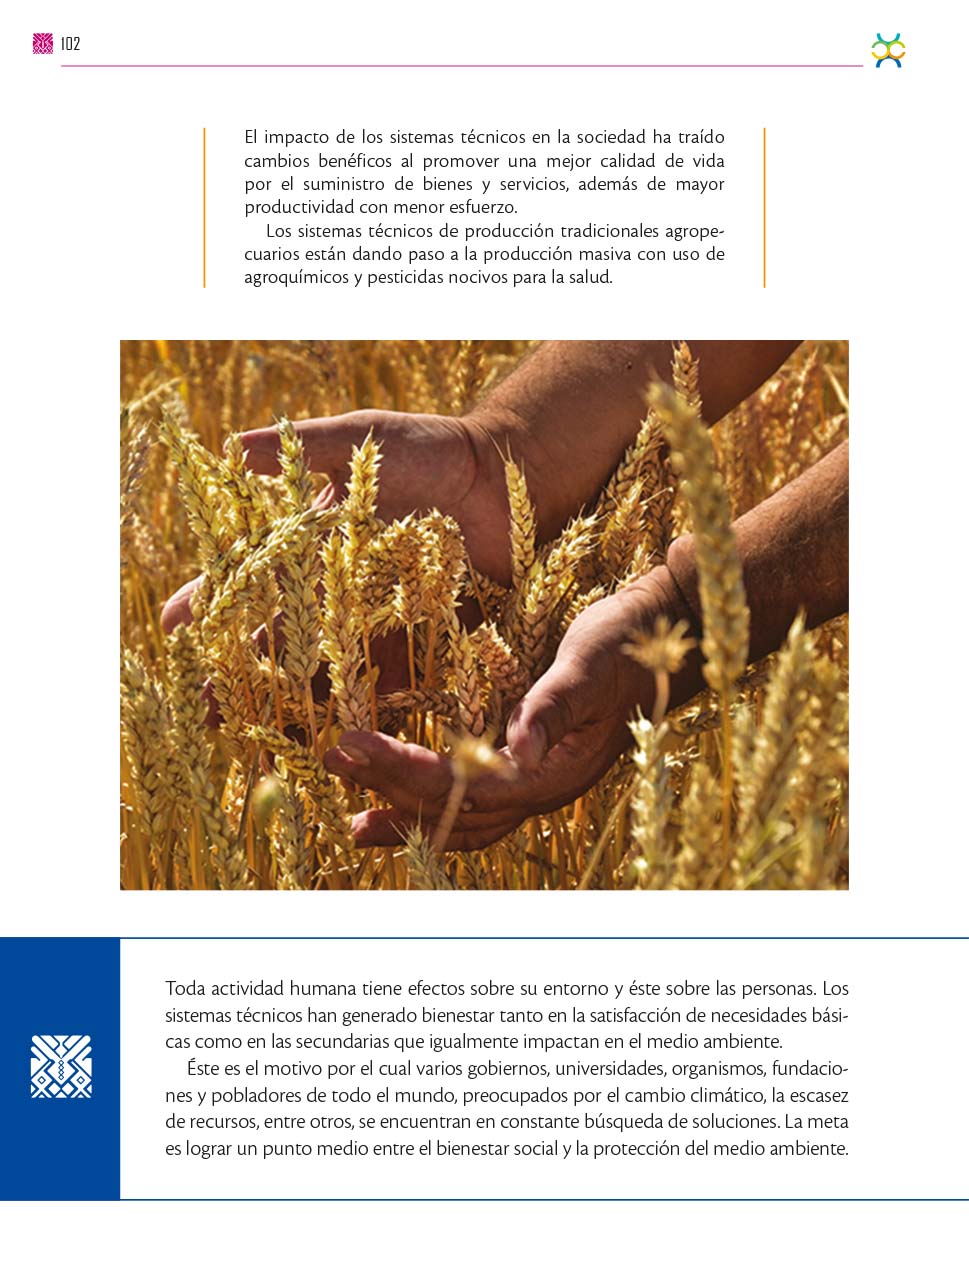 102
El impacto de los sistemas técnicos en la sociedad ha traído
cambios benéficos al promover una mejor calidad de vida
por el suministro de bienes y servicios, además de mayor
productividad con menor esfuerzo.
Los sistemas técnicos de producción tradicionales agrope-
cuarios están dando paso a la producción masiva con uso de
agroquímicos y pesticidas nocivos para la salud.
Toda actividad humana tiene efectos sobre su entorno y éste sobre las personas. Los
sistemas técnicos han generado bienestar tanto en la satisfacción de necesidades bási-
cas como en las secundarias que igualmente impactan en el medio ambiente.
Éste es el motivo por el cual varios gobiernos, universidades, organismos, fundacio-
nes y pobladores de todo el mundo, preocupados por el cambio climático, la escasez
de recursos, entre otros, se encuentran en constante búsqueda de soluciones. La meta
es lograr un punto medio entre el bienestar social y la protección del medio ambiente.